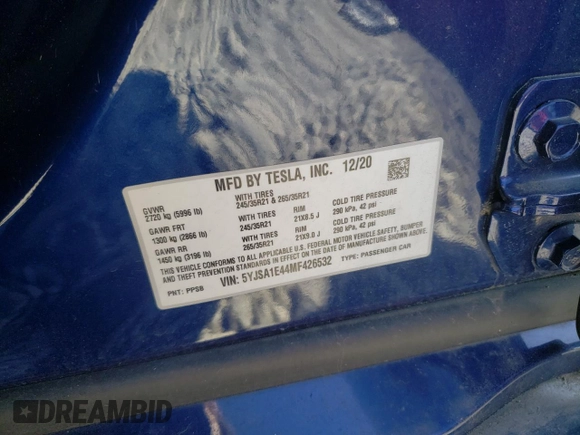 MFD BY TESLA, INC. 12/20
GVWR
2720 kg (5996 lb)
WITH TIRES
245/35R21 & 265/35R21
GAWR FRT
1300 kg (2866 lb)
WITH TIRES
245/35R21
RIM
21X8.5 J
COLD TIRE PRESSURE
290 kPa, 42 psi
GAWR RR
1450 kg (3196 lb)
WITH TIRES
265/35R21
RIM
21X9.0 J
COLD TIRE PRESSURE
290 kPa, 42 psi
THIS VEHICLE CONFORMS TO ALL APPLICABLE U.S. FEDERAL MOTOR VEHICLE SAFETY, BUMPER
AND THEFT PREVENTION STANDARDS IN EFFECT ON THE DATE OF MANUFACTURE SHOWN ABOVE.
VIN: 5YJSA1E44MF426532
TYPE: PASSENGER CAR
PNT: PPSB
DREAMBID